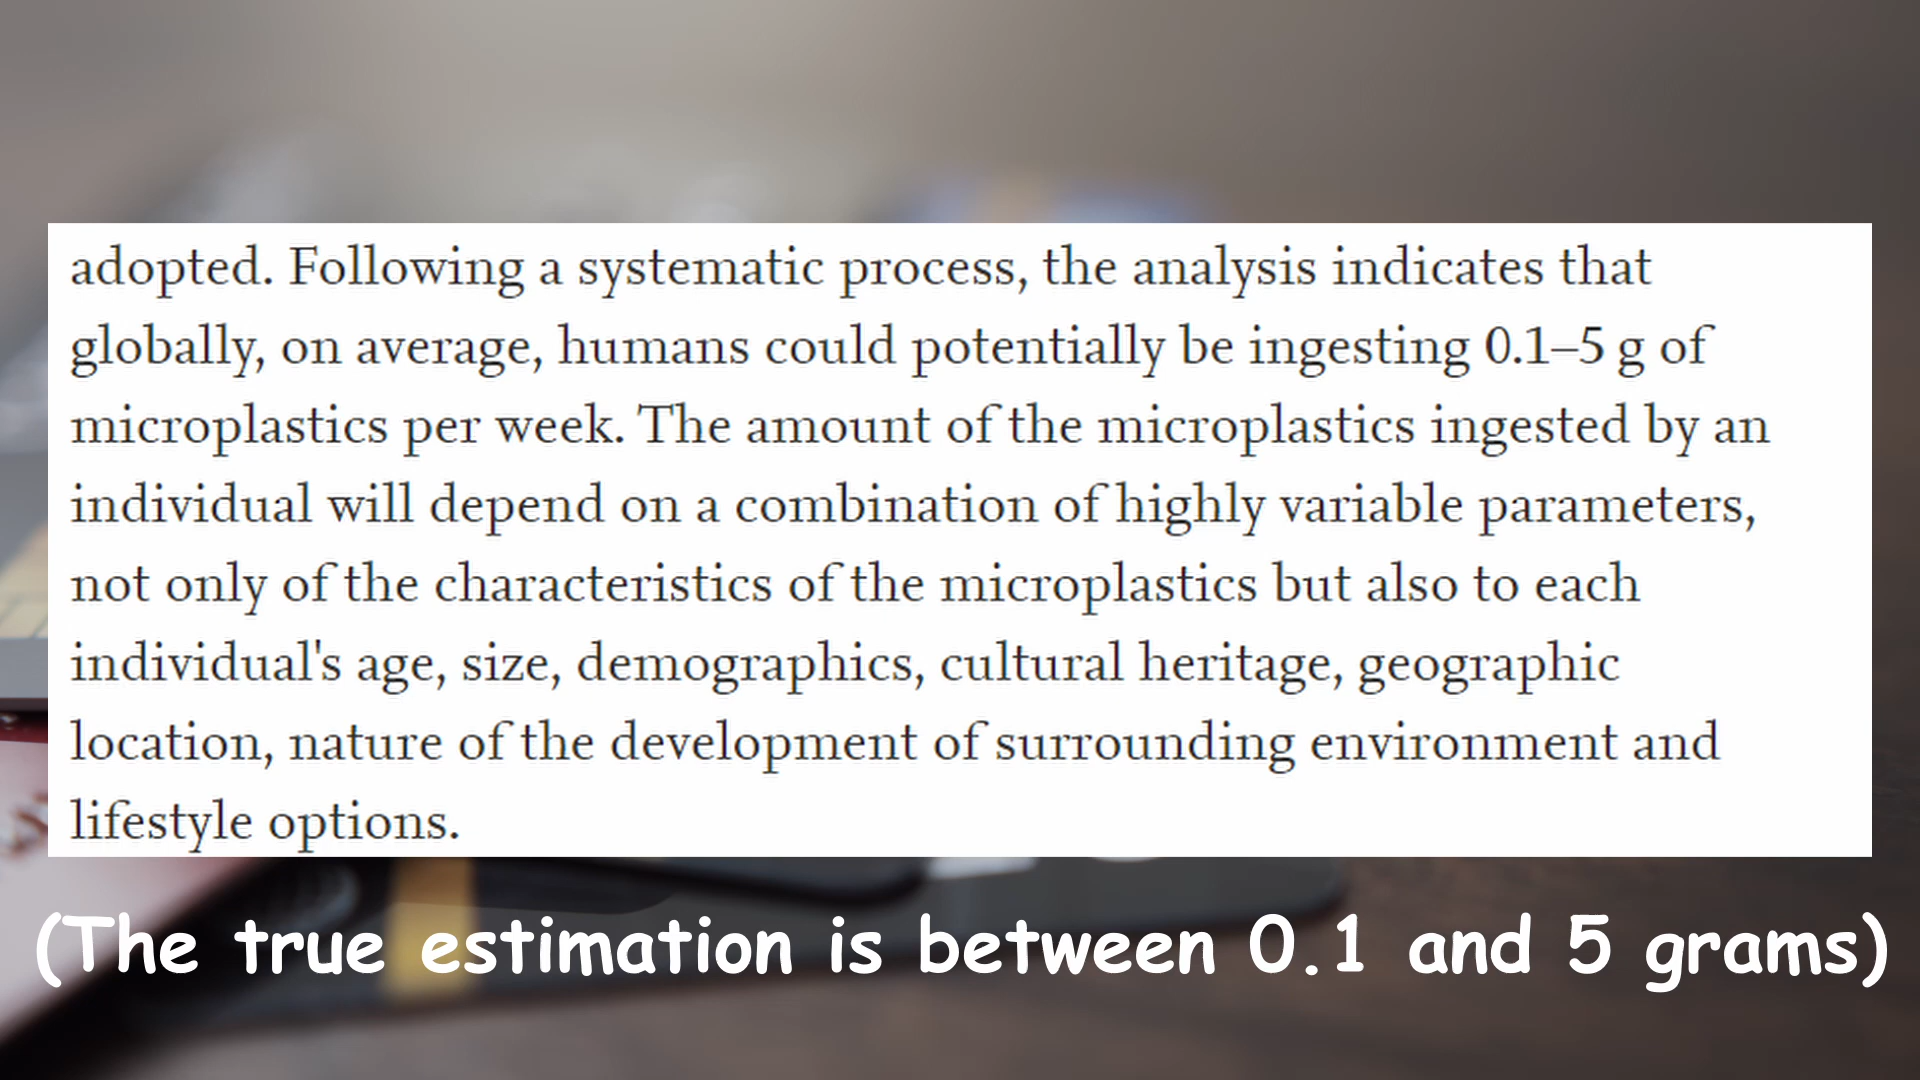 adopted. Following a systematic process, the analysis indicates that
globally, on average, humans could potentially be ingesting 0.1–5 g of
microplastics per week. The amount of the microplastics ingested by an
individual will depend on a combination of highly variable parameters,
not only of the characteristics of the microplastics but also to each
individual's age, size, demographics, cultural heritage, geographic
location, nature of the development of surrounding environment and
lifestyle options.
(The true estimation is between 0.1 and 5 grams)